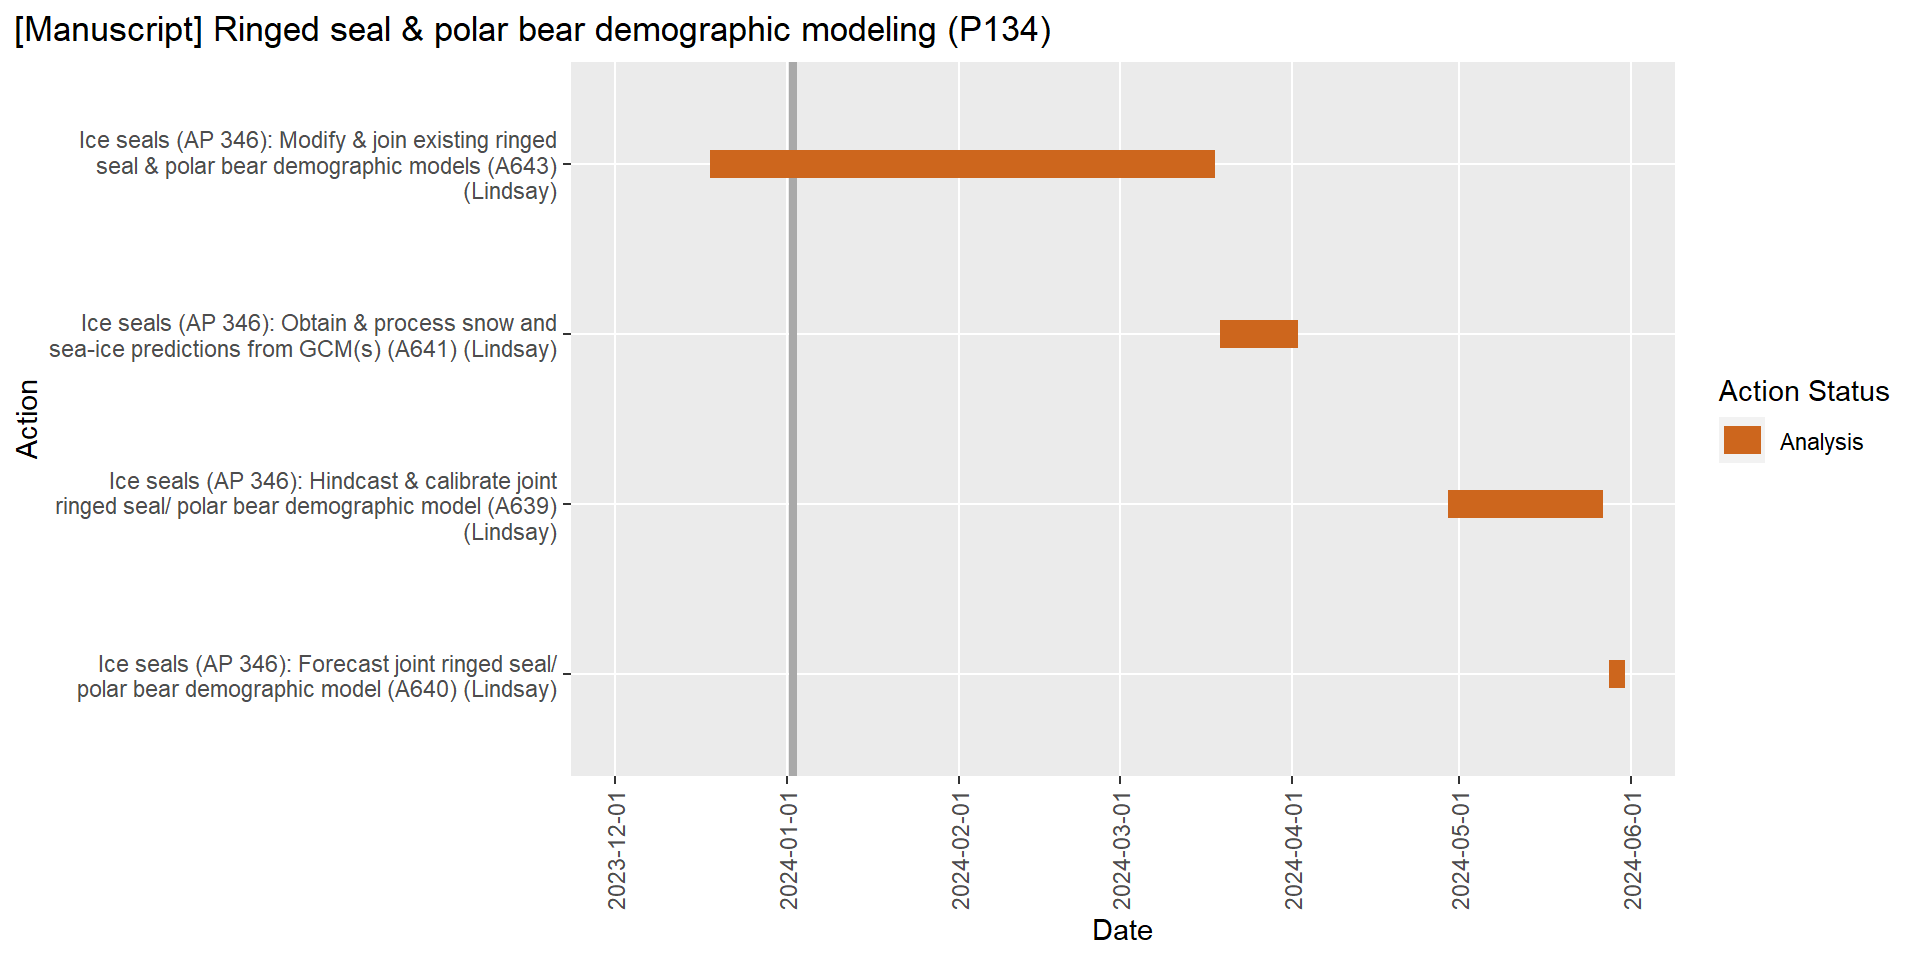 [Manuscript] Ringed seal & polar bear demographic modeling (P134)
Ice seals (AP 346): Modify & join existing ringed
seal & polar bear demographic models (A643)
(Lindsay)
Ice seals (AP 346): Obtain & process snow and
sea-ice predictions from GCM(s) (A641) (Lindsay)
Ice seals (AP 346): Hindcast & calibrate joint
ringed seal/ polar bear demographic model (A639)
(Lindsay)
Ice seals (AP 346): Forecast joint ringed seal/
polar bear demographic model (A640) (Lindsay)
Action
2023-12-01
2024-01-01
2024-02-01
2024-03-01
2024-04-01
2024-05-01
2024-06-01
Date
Action Status
Analysis